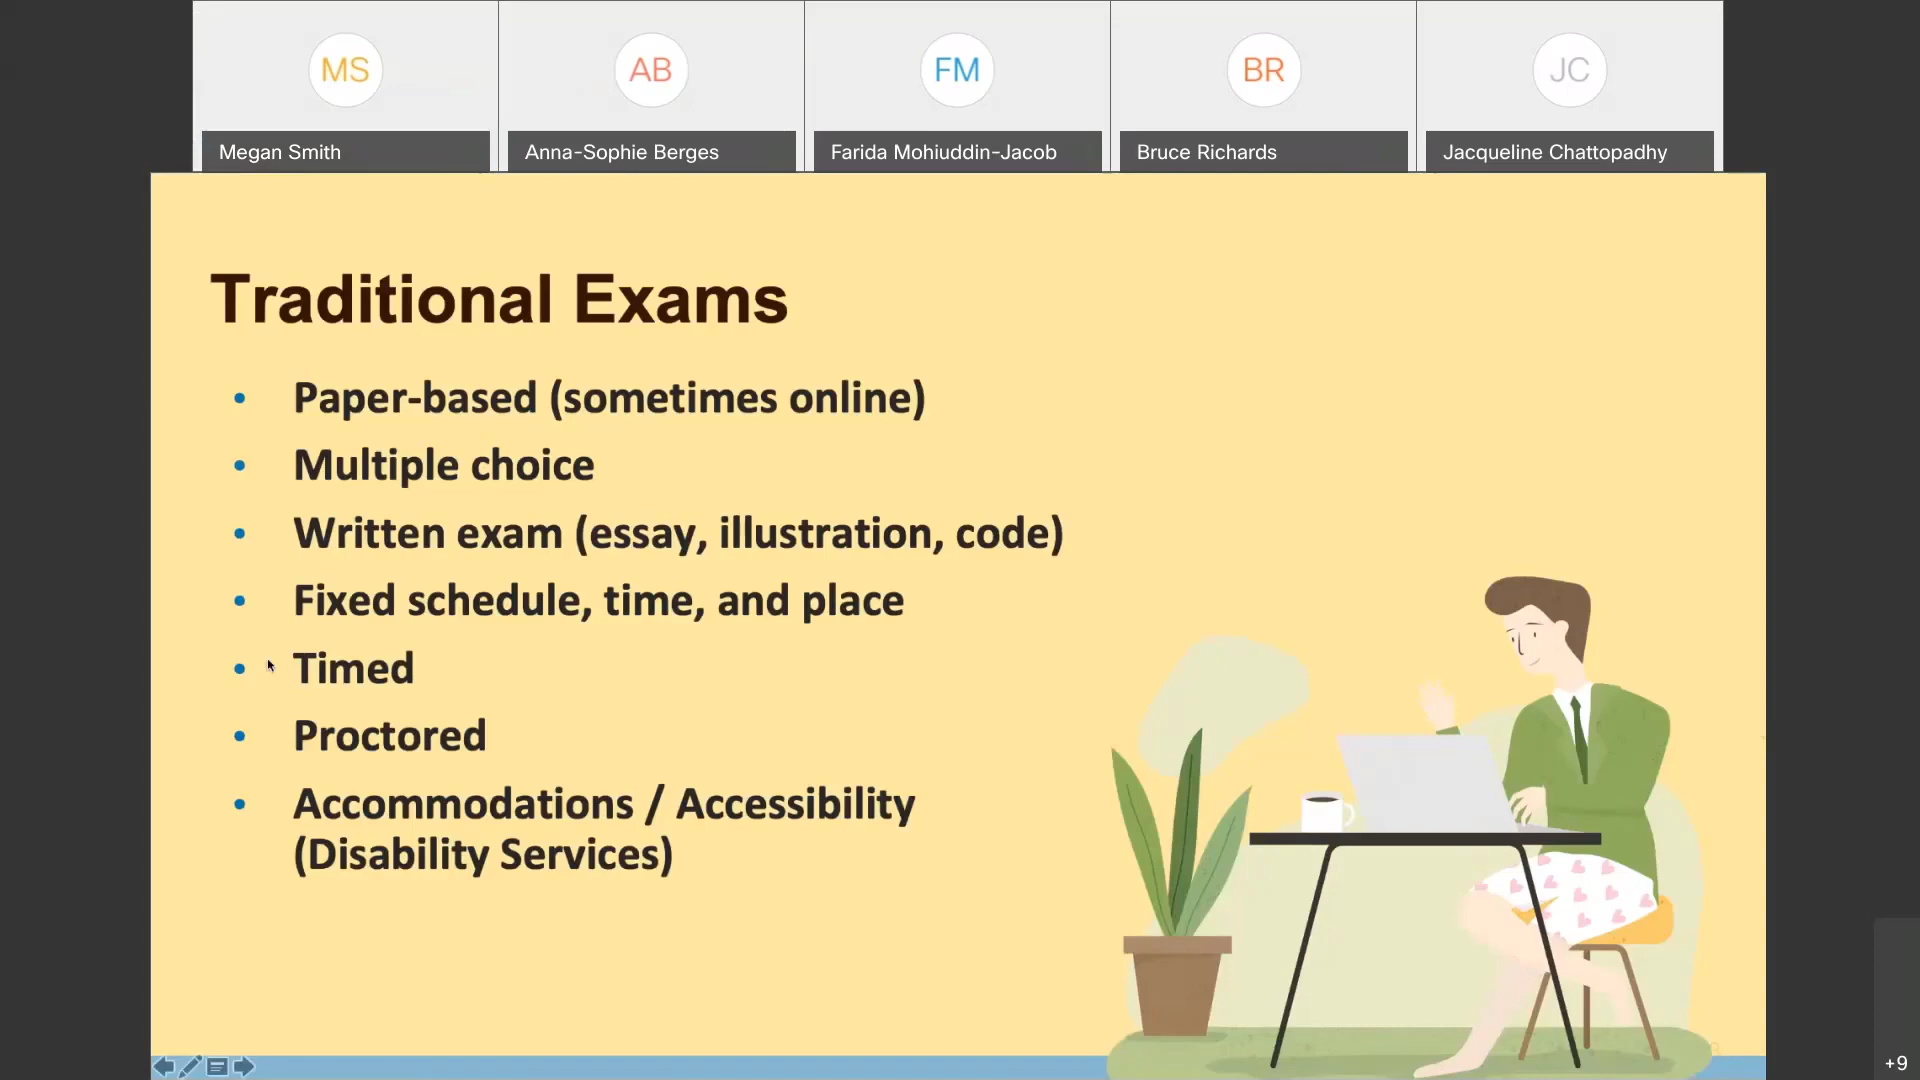 MS
AB
FM
BR
JC
Megan Smith
Anna-Sophie Berges
Farida Mohiuddin-Jacob
Bruce Richards
Jacqueline Chattopadhy
Traditional Exams
• Paper-based (sometimes online)
• Multiple choice
• Written exam (essay, illustration, code)
• Fixed schedule, time, and place
• Timed
• Proctored
• Accommodations / Accessibility
(Disability Services)
+9